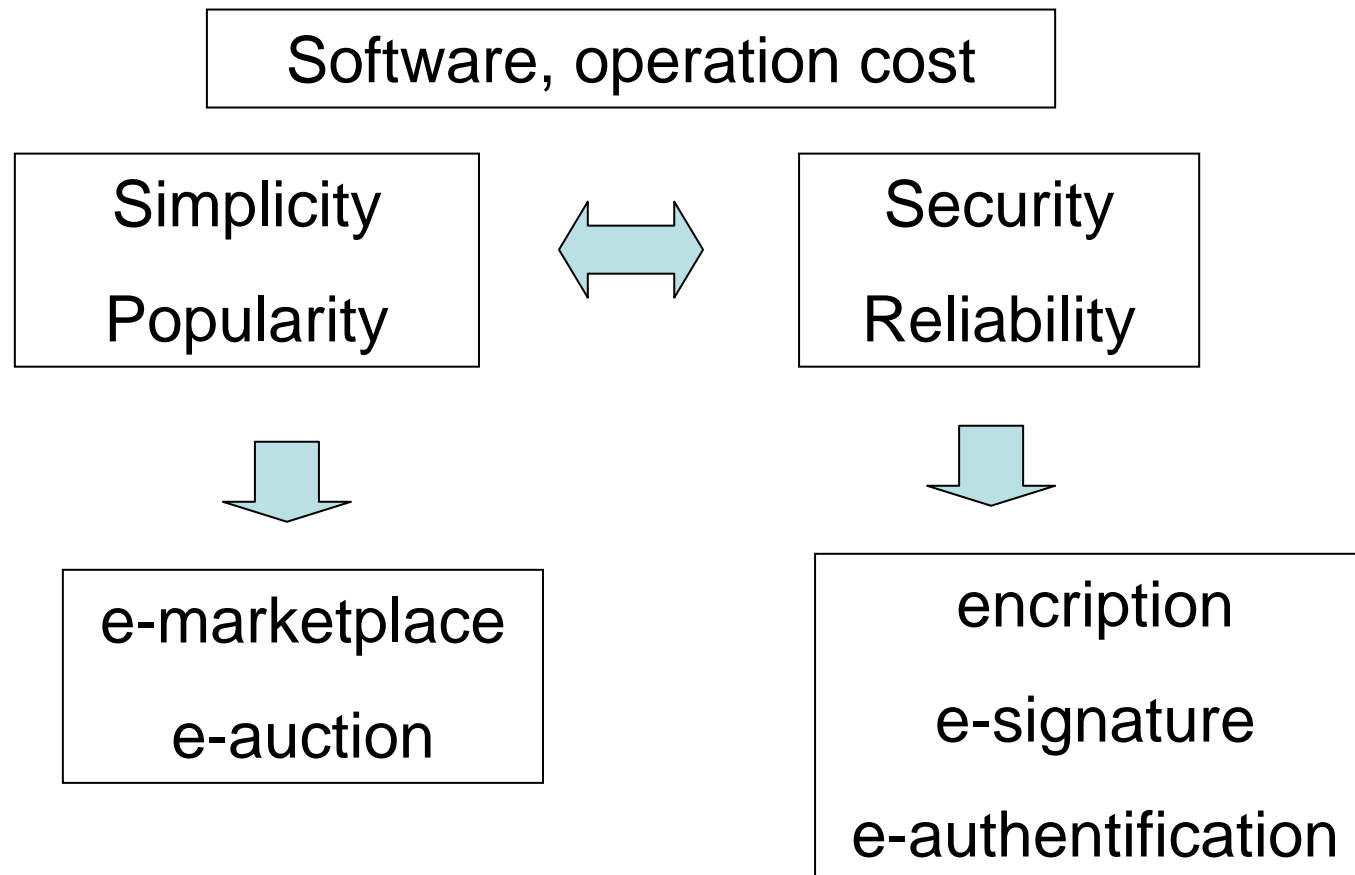 Software, operation cost
Simplicity
Popularity
Security
Reliability
e-marketplace
e-auction
encription
e-signature
e-authentification